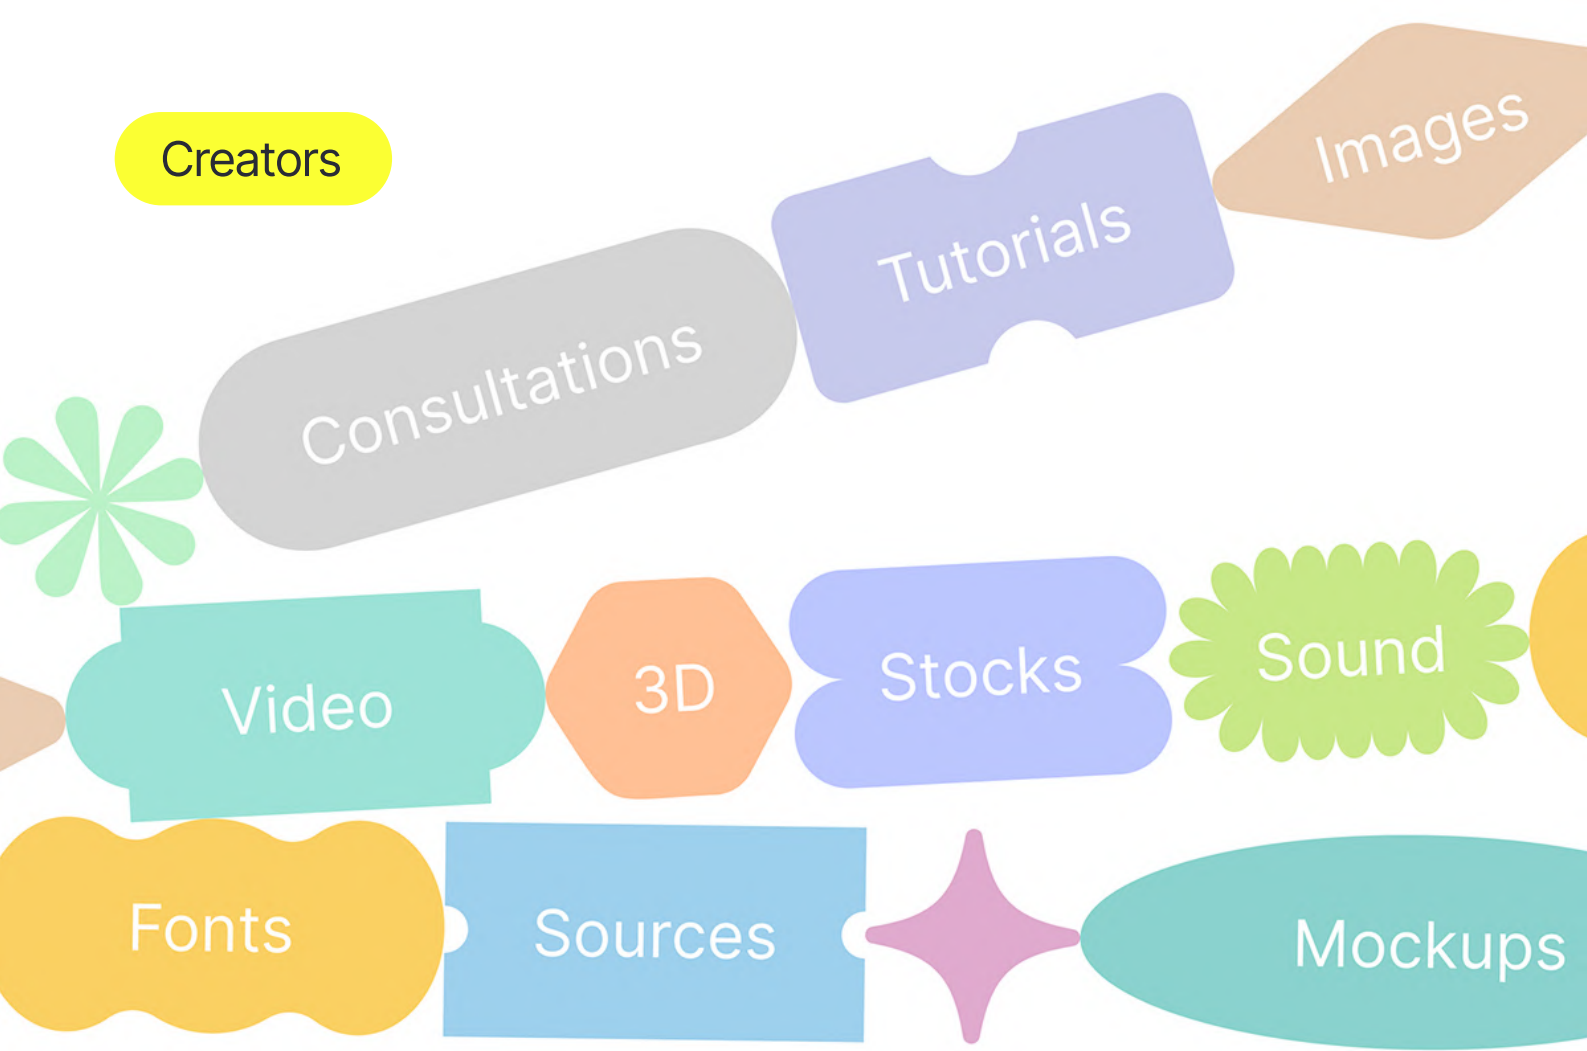 Creators
Consultations
Tutorials
Images
Video
3D
Stocks
Sound
Fonts
Sources
Mockups